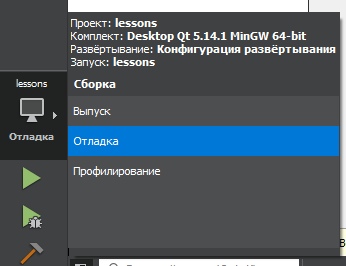 Проект: lessons
Комплект: Desktop Qt 5.14.1 MinGW 64-bit
Развёртывание: Конфигурация развёртывания
Запуск: lessons
lessons
Сборка
Выпуск
Отладка
Отладка
Профилирование